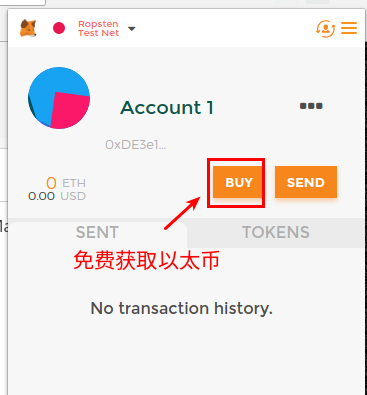 Ropsten
Test Net
Account 1
0xDE3e1...
0 ETH
0.00 USD
BUY
SEND
SENT
TOKENS
免费获取以太币
No transaction history.